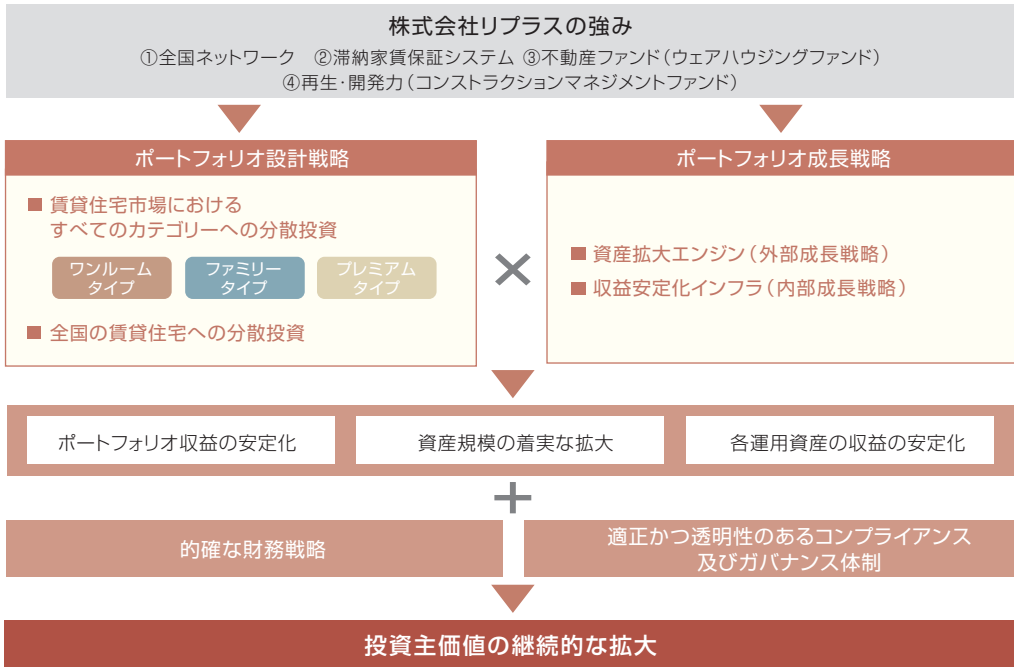 株式会社リプラスの強み
①全国ネットワーク ②滞納家賃保証システム ③不動産ファンド(ウェアハウジングファンド)
④再生・開発力(コンストラクションマネジメントファンド)
ポートフォリオ設計戦略
■ 賃貸住宅市場における
すべてのカテゴリーへの分散投資
ワンルーム
タイプ
ファミリー
タイプ
プレミアム
タイプ
■ 全国の賃貸住宅への分散投資
×
ポートフォリオ成長戦略
■ 資産拡大エンジン(外部成長戦略)
■ 収益安定化インフラ(内部成長戦略)
ポートフォリオ収益の安定化
資産規模の着実な拡大
各運用資産の収益の安定化
+
的確な財務戦略
適正かつ透明性のあるコンプライアンス
及びガバナンス体制
投資主価値の継続的な拡大